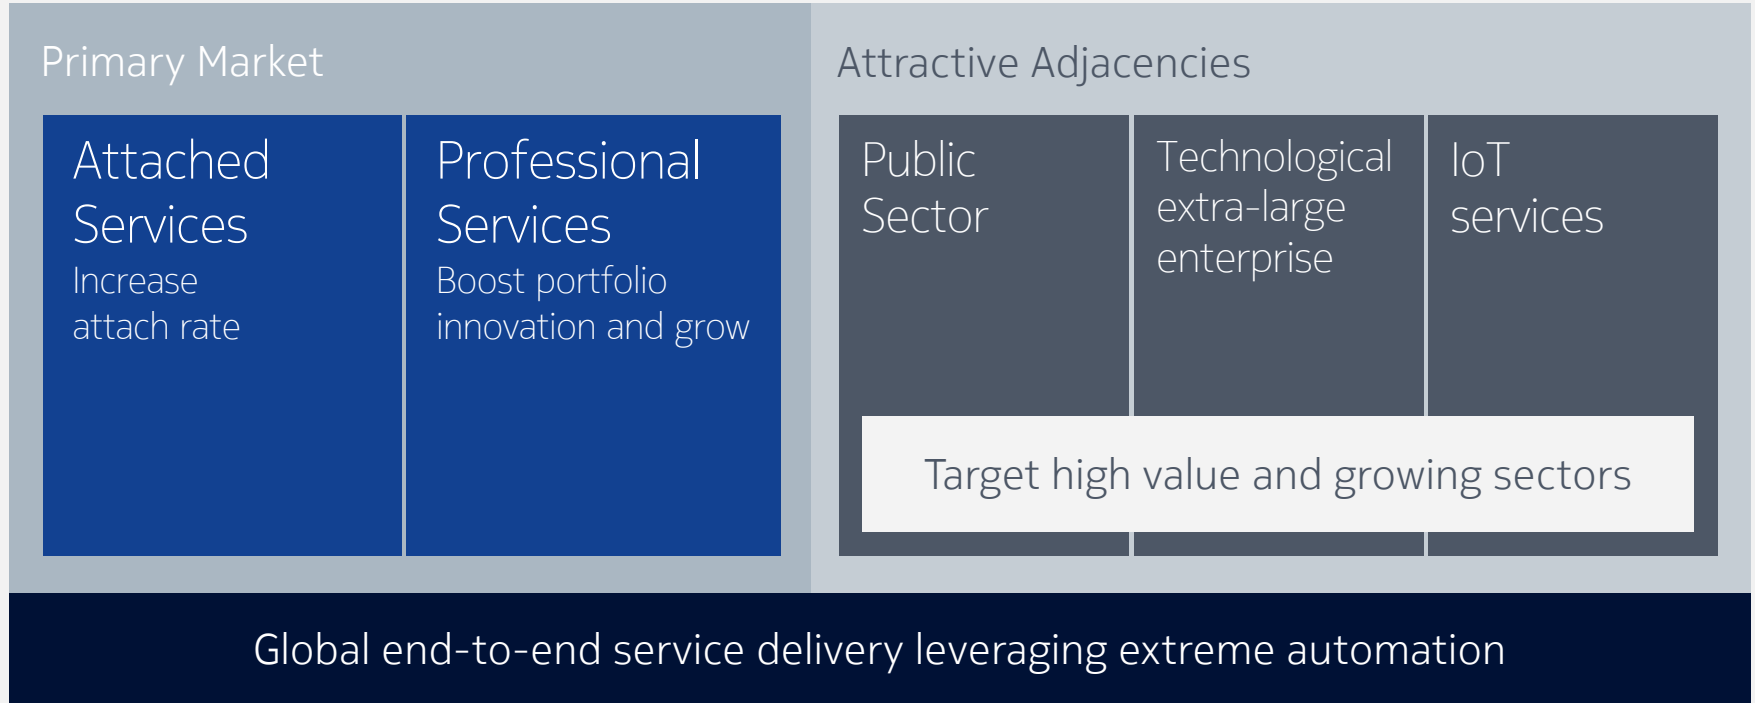 Primary Market
Attached
Services
Increase
attach rate
Professional
Services
Boost portfolio
innovation and grow
Attractive Adjacencies
Public
Sector
Technological
extra-large
enterprise
IoT
services
Target high value and growing sectors
Global end-to-end service delivery leveraging extreme automation